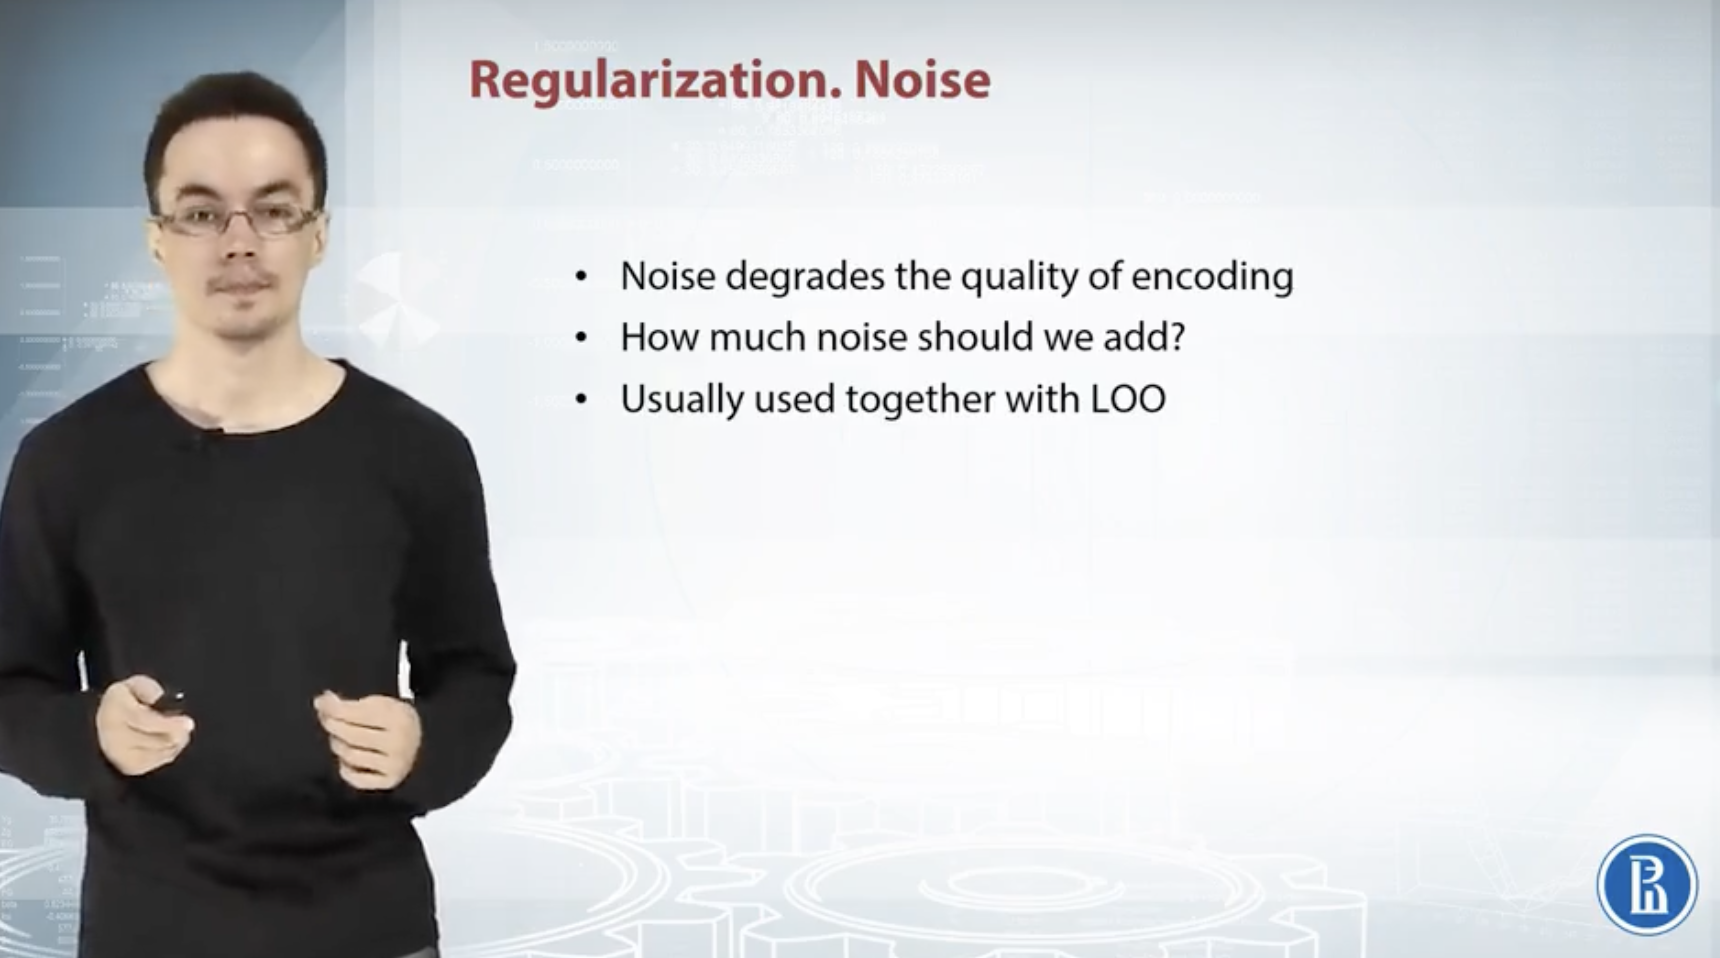 Regularization. Noise
• Noise degrades the quality of encoding
• How much noise should we add?
• Usually used together with LOO